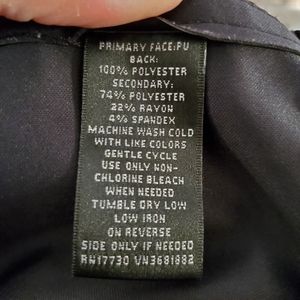 PRIMARY FACE:PU
BACK:
100% POLYESTER
SECONDARY:
74% POLYESTER
22% RAYON
4% SPANDEX
MACHINE WASH COLD
WITH LIKE COLORS
GENTLE CYCLE
USE ONLY NON-
CHLORINE BLEACH
WHEN NEEDED
TUMBLE DRY LOW
LOW IRON
ON REVERSE
SIDE ONLY IF NEEDED
RN17730 VN3681882